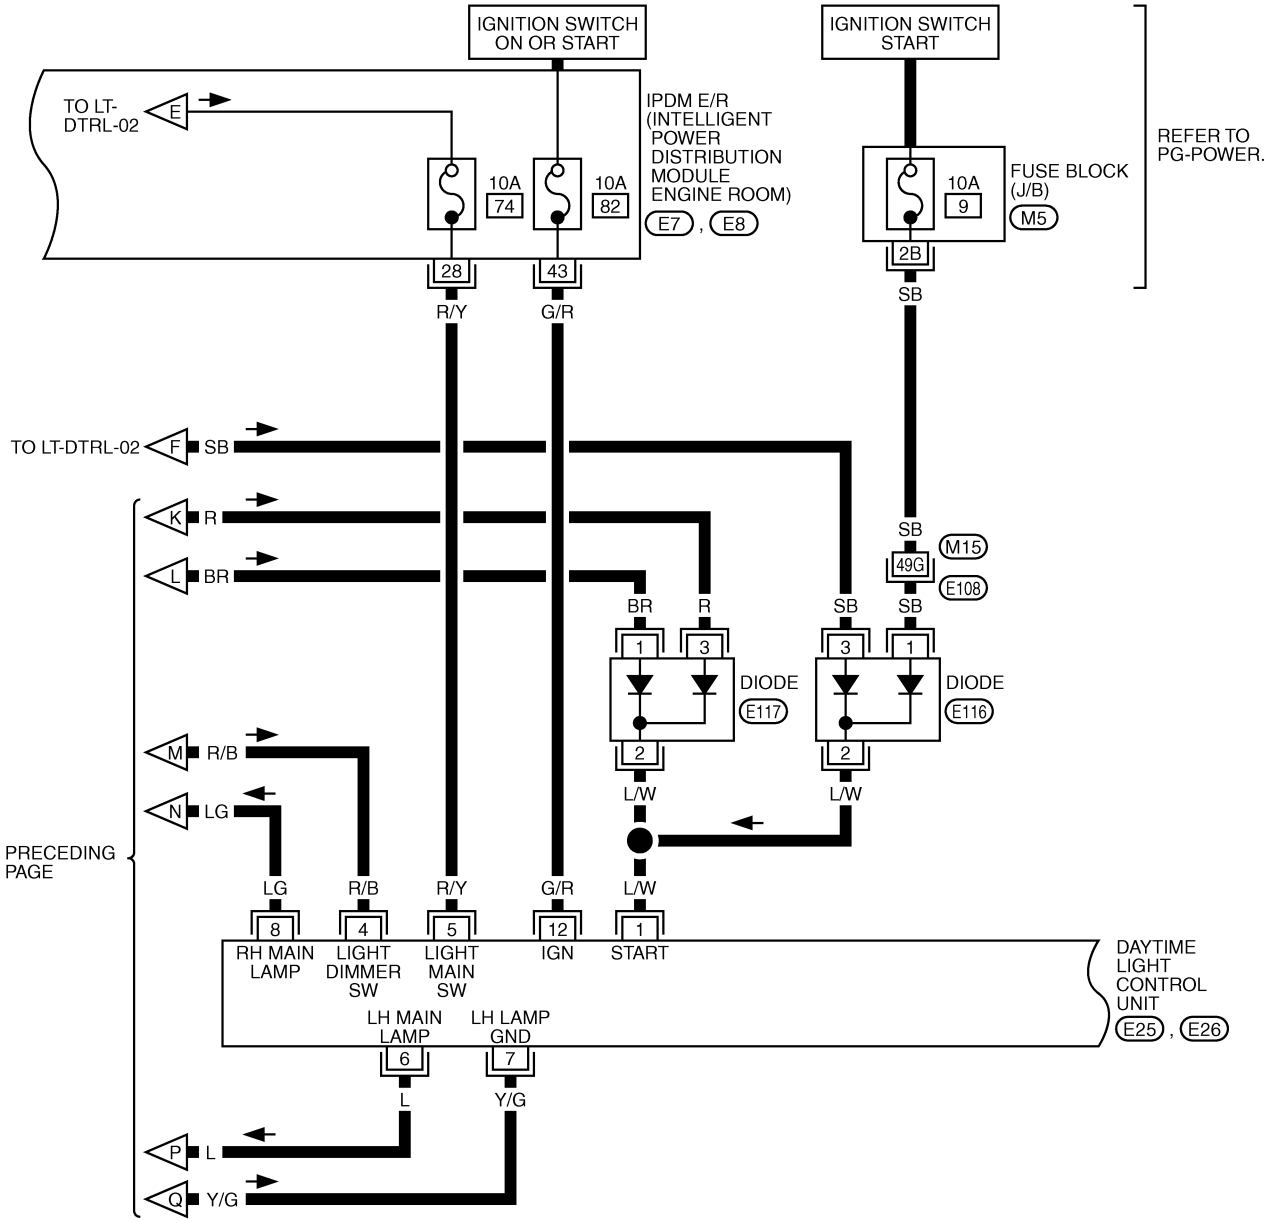 IGNITION SWITCH
ON OR START
IGNITION SWITCH
START
TO LT-
DTRL-02
E
IPDM E/R
(INTELLIGENT
POWER
DISTRIBUTION
MODULE
ENGINE ROOM)
E7 , E8
10A
74
10A
82
10A
9
FUSE BLOCK
(J/B)
M5
REFER TO
PG-POWER.
28
43
2B
R/Y
G/R
SB
TO LT-DTRL-02
F
SB
K
R
L
BR
SB
49G
M15
E108
BR
R
SB
SB
1
3
3
1
DIODE
E117
DIODE
E116
2
2
L/W
L/W
M
R/B
N
LG
PRECEDING
PAGE
LG
R/B
R/Y
G/R
L/W
8
4
5
12
1
RH MAIN
LAMP
LIGHT
DIMMER
SW
LIGHT
MAIN
SW
IGN
START
DAYTIME
LIGHT
CONTROL
UNIT
E25 , E26
LH MAIN
LAMP
LH LAMP
GND
6
7
L
Y/G
P
L
Q
Y/G